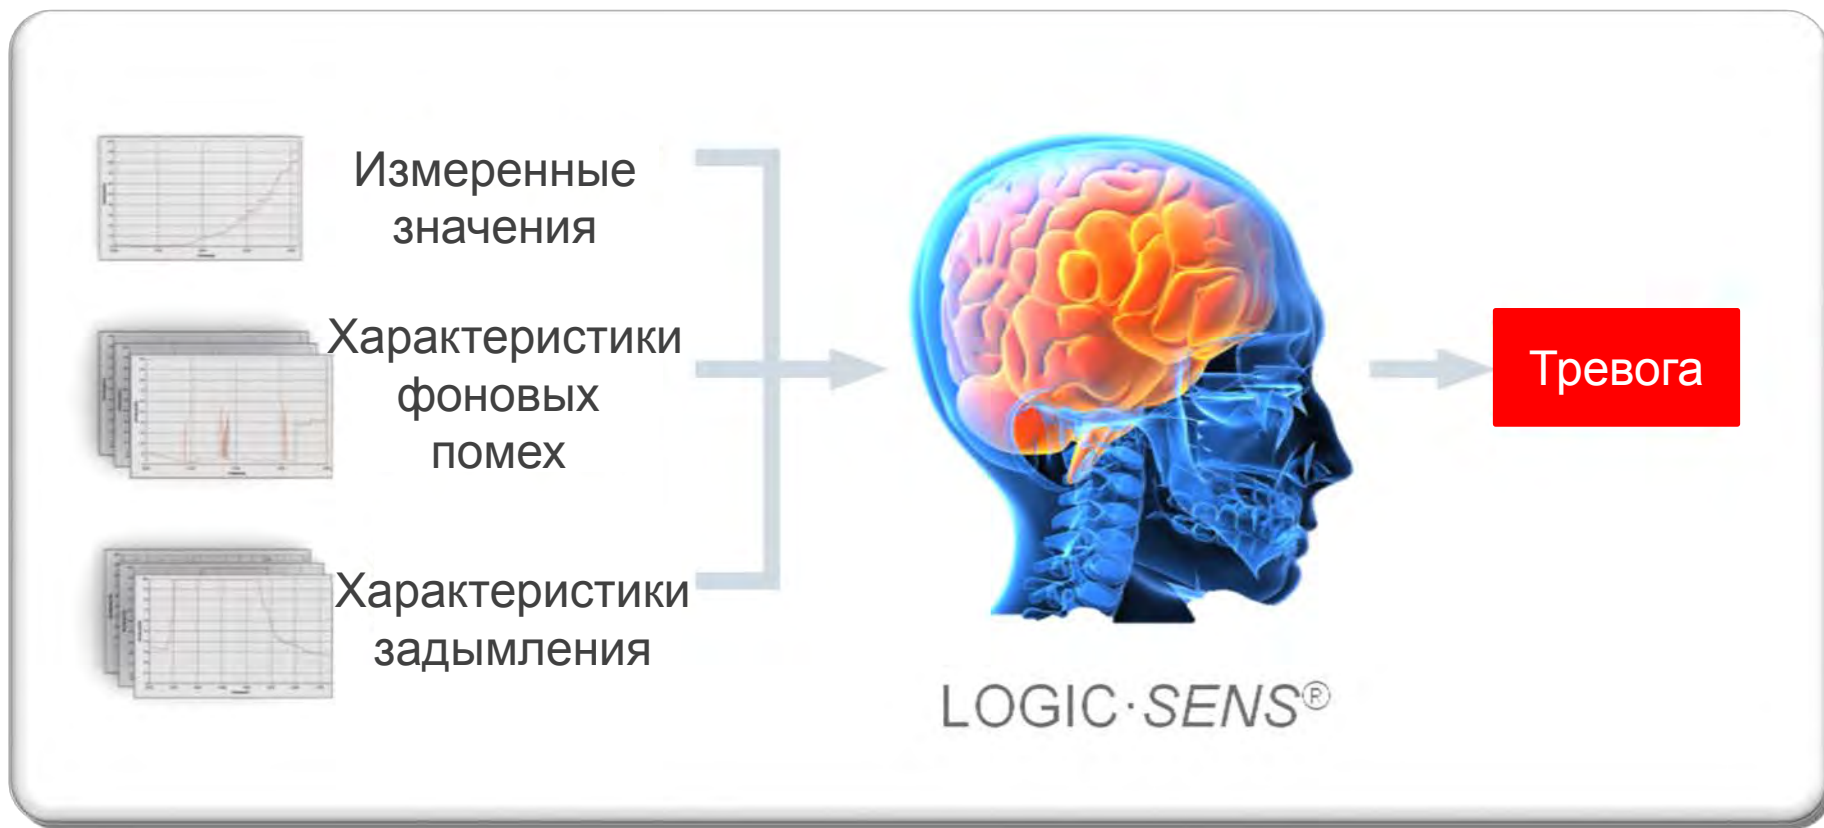 Измеренные
значения
Характеристики
фоновых
помех
Характеристики
задымления
LOGIC·SENS®
Тревога